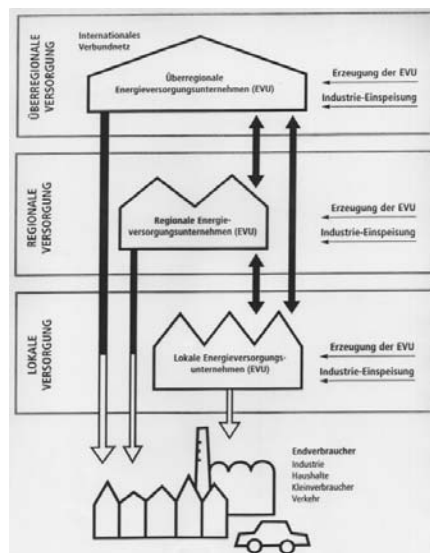 ÜBERREGIONALE
VERSORGUNG
Internationales
Verbundnetz
Überregionale
Energieversorgungsunternehmen (EVU)
Erzeugung der EVU
Industrie-Einspeisung
REGIONALE
VERSORGUNG
Regionale Energie-
versorgungsunternehmen (EVU)
Erzeugung der EVU
Industrie-Einspeisung
LOKALE
VERSORGUNG
Lokale Energieversorgungs-
unternehmen (EVU)
Erzeugung der EVU
Industrie-Einspeisung
Endverbraucher
Industrie
Haushalte
Kleinverbraucher
Verkehr